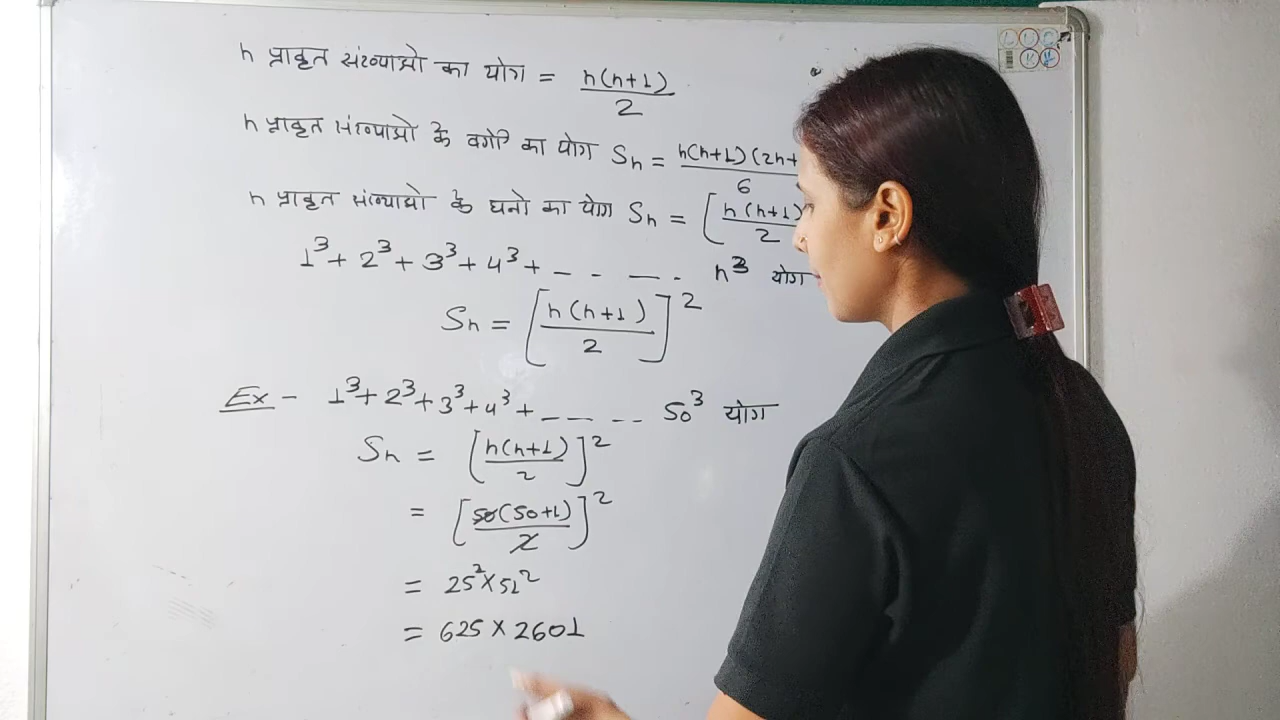 n प्राकृत संख्याओ का योग = n(n+1)/2
n प्राकृत संख्याओ के वर्गो का योग Sn = n(n+1)(2n+/6
n प्राकृत संख्याओ के घनो का योग Sn = [n(n+1)/2
1³+2³+3³+4³+ _ - _ - n³ योग
Sn = [n(n+1)/2]²
Ex - 1³+2³+3³+4³+ _ _ - - 50³ योग
Sn = [n(n+1)/2]²
= [50(50+1)/2]²
= 25²×51²
= 625×2601